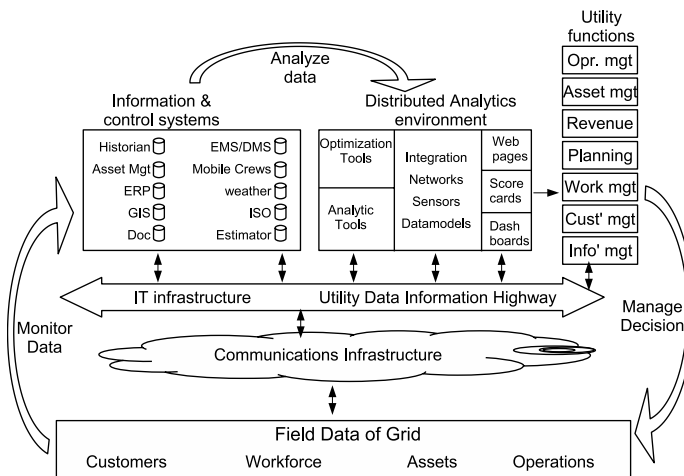 Utility
functions
Analyze
data
Opr. mgt
Asset mgt
Revenue
Planning
Work mgt
Cust' mgt
Info' mgt
Information &
control systems
Historian
EMS/DMS
Asset Mgt
Mobile Crews
ERP
weather
GIS
ISO
Doc
Estimator
Distributed Analytics
environment
Optimization
Tools
Analytic
Tools
Integration
Networks
Sensors
Datamodels
Web
pages
Score
cards
Dash
boards
IT infrastructure
Utility Data Information Highway
Monitor
Data
Manage
Decision
Communications Infrastructure
Field Data of Grid
Customers
Workforce
Assets
Operations